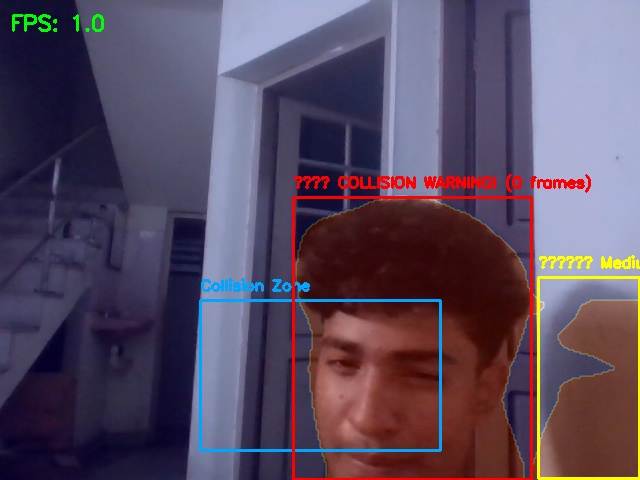 FPS: 1.0
???? COLLISION WARNING! (0 frames)
?????? Mediu
Collision Zone